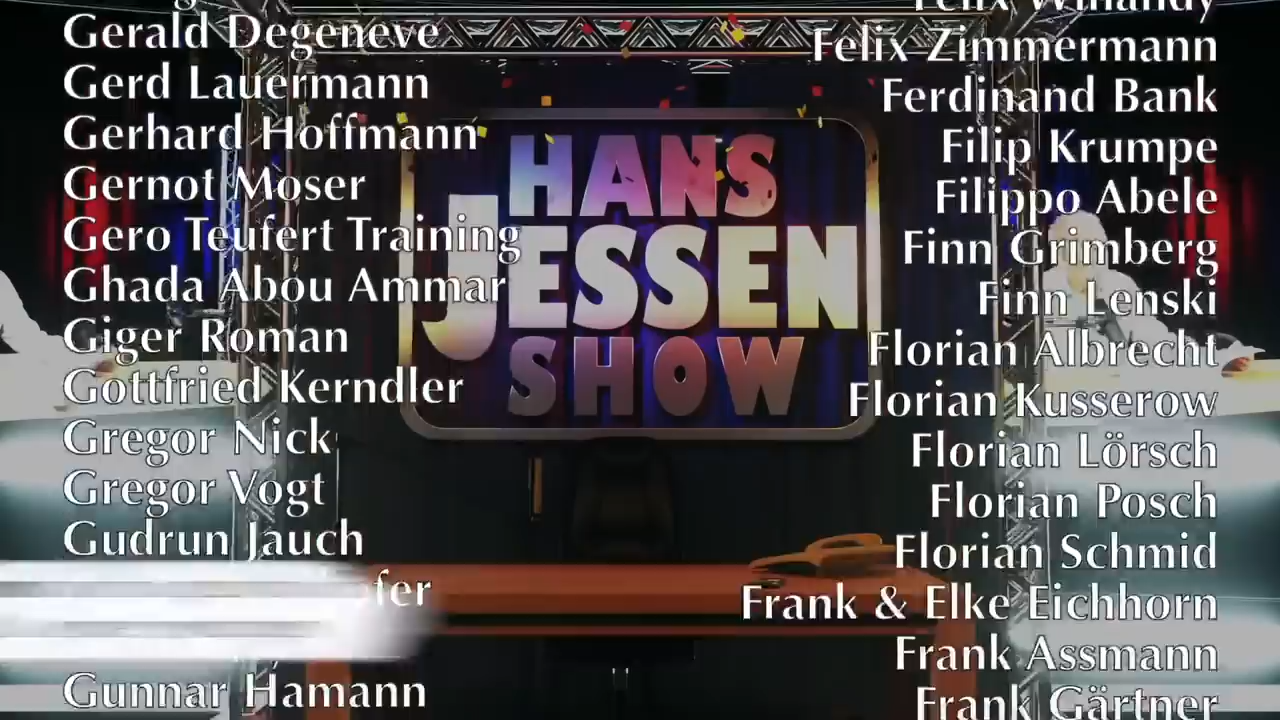 Gerald Degeneve
Gerd Lauermann
Gerhard Hoffmann
Gernot Moser
Gero Teufert Training
Ghada Abou Ammar
Giger Roman
Gottfried Kerndler
Gregor Nick
Gregor Vogt
Gudrun Jauch
Gunnar Hamann
HANS
JESSEN
SHOW
Felix Zimmermann
Ferdinand Bank
Filip Krumpe
Filippo Abele
Finn Grimberg
Finn Lenski
Florian Albrecht
Florian Kusserow
Florian Lörsch
Florian Posch
Florian Schmid
Frank & Elke Eichhorn
Frank Assmann
Frank Gärtner